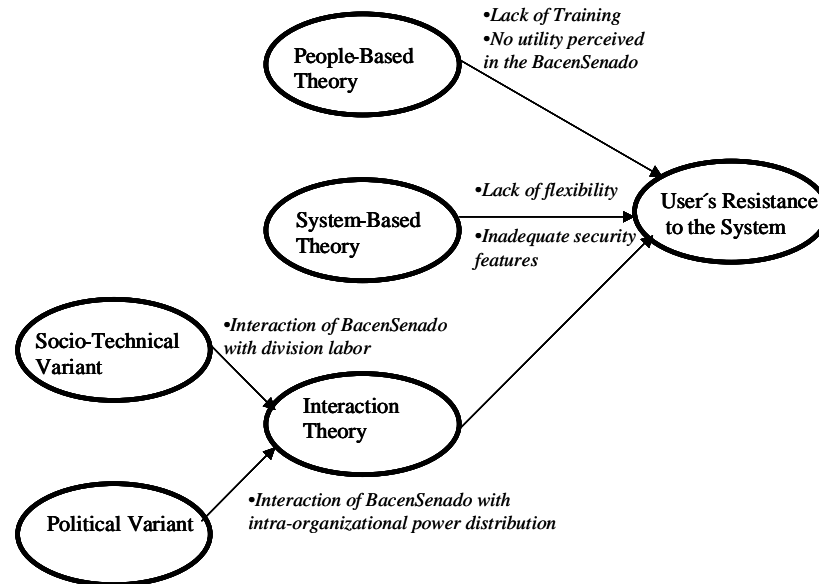 •Lack of Training
•No utility perceived
in the BacenSenado
People-Based
Theory
•Lack of flexibility
User´s Resistance
to the System
System-Based
Theory
•Inadequate security
features
•Interaction of BacenSenado
with division labor
Socio-Technical
Variant
Interaction
Theory
•Interaction of BacenSenado with
intra-organizational power distribution
Political Variant